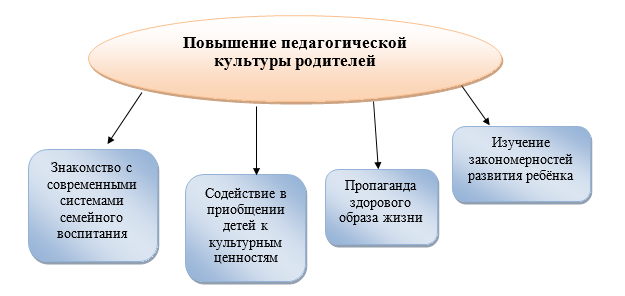 Повышение педагогической
культуры родителей
Знакомство с
современными
системами
семейного
воспитания
Содействие в
приобщении
детей к
культурным
ценностям
Пропаганда
здорового
образа жизни
Изучение
закономерностей
развития ребёнка